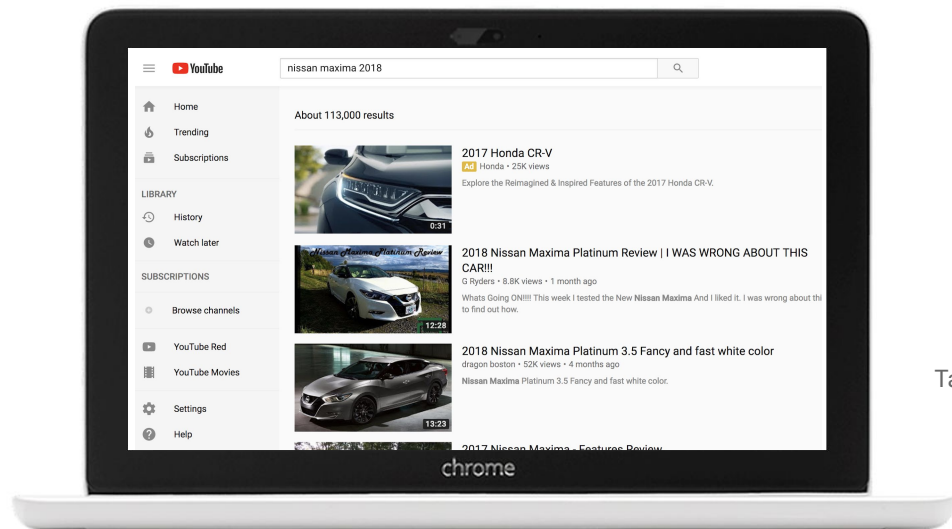 YouTube
nissan maxima 2018
Home
Trending
Subscriptions
LIBRARY
History
Watch later
SUBSCRIPTIONS
Browse channels
YouTube Red
YouTube Movies
Settings
Help
About 113,000 results
0:31
2017 Honda CR-V
Ad Honda • 25K views
Explore the Reimagined & Inspired Features of the 2017 Honda CR-V.
Nissan Maxima Platinum Review
12:28
2018 Nissan Maxima Platinum Review | I WAS WRONG ABOUT THIS
CAR!!!
G Ryders • 8.8K views • 1 month ago
Whats Going ON!!!! This week I tested the New Nissan Maxima And I liked it. I was wrong about thi
to find out how.
13:23
2018 Nissan Maxima Platinum 3.5 Fancy and fast white color
dragon boston • 52K views • 4 months ago
Nissan Maxima Platinum 3.5 Fancy and fast white color.
2017 Nissan Maxima - Features Review
chrome
Ta